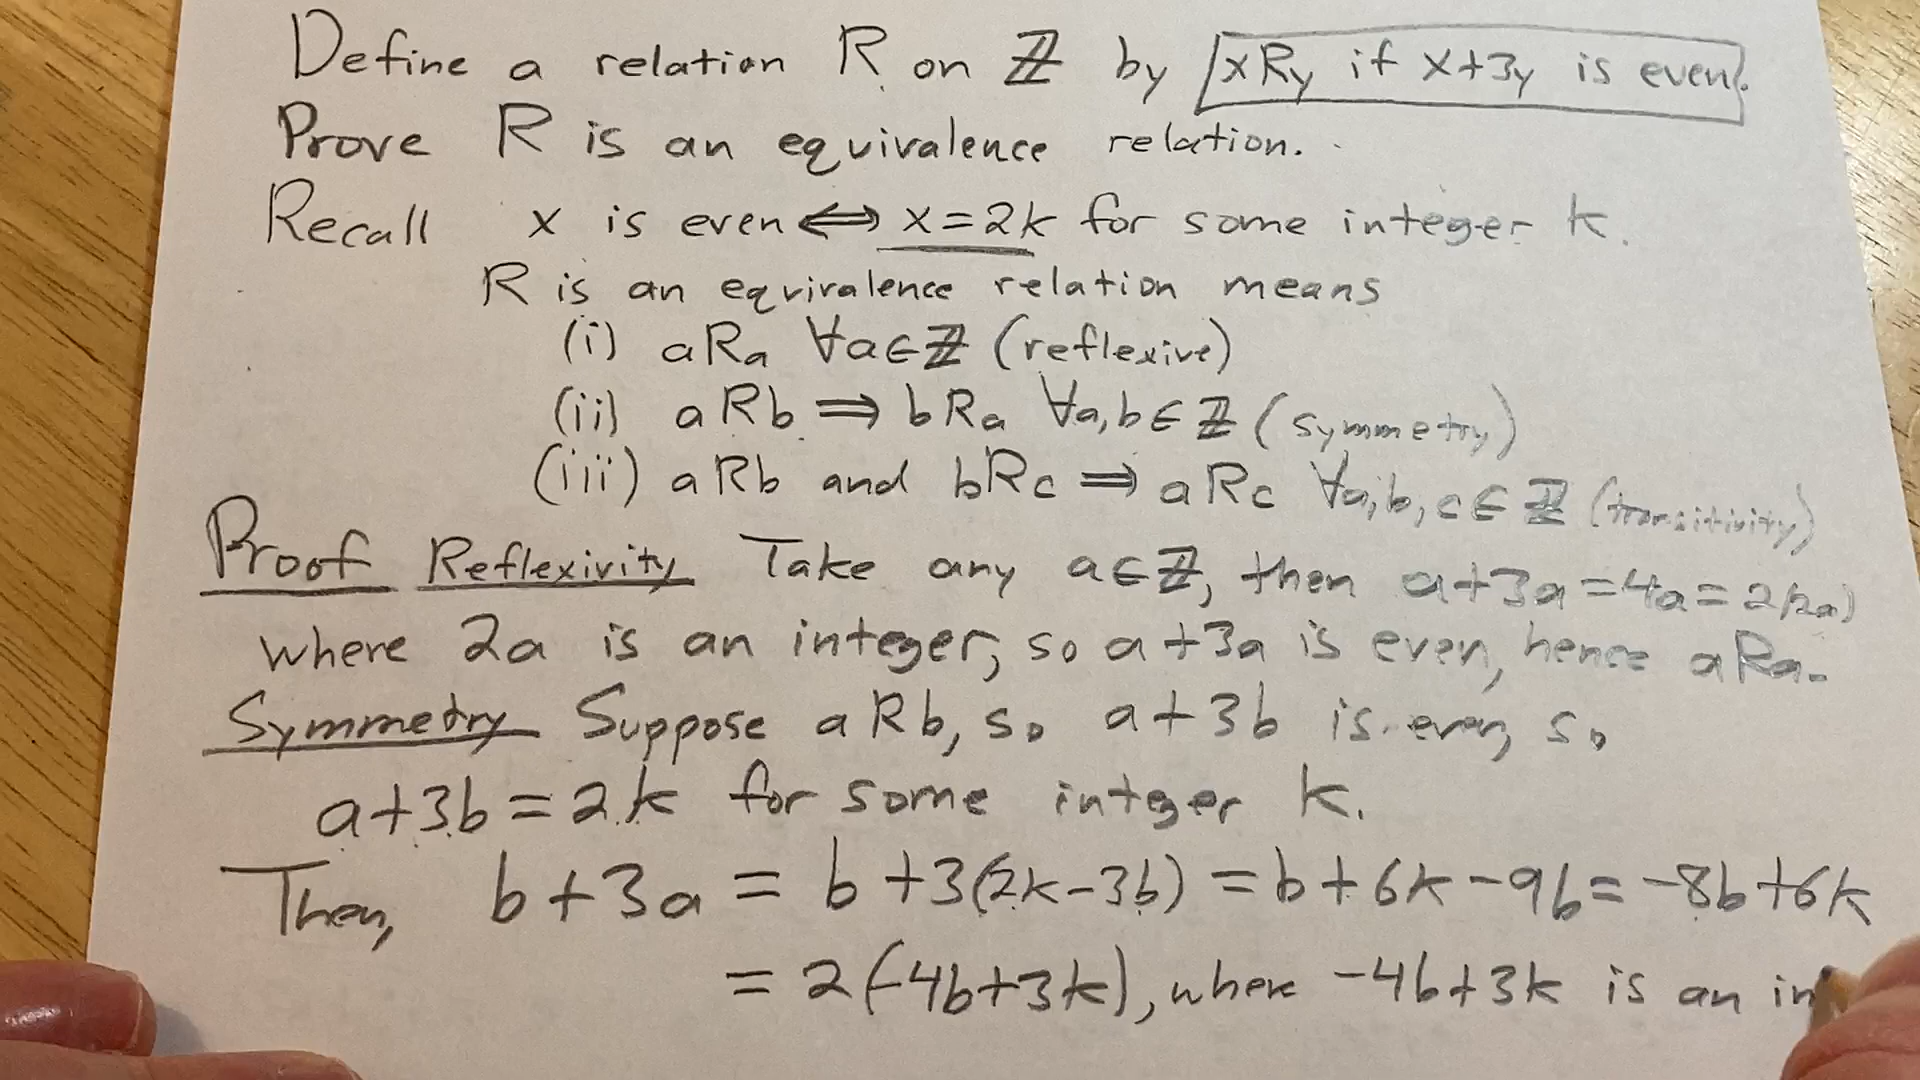 Define a relation R on ℤ by xRy if x+3y is even.
Prove R is an equivalence relation.
Recall x is even ⟺ x=2k for some integer k.
R is an equivalence relation means
(i) aRa ∀a∈ℤ (reflexive)
(ii) aRb ⟹ bRa ∀a,b∈ℤ (symmetry)
(iii) aRb and bRc ⟹ aRc ∀a,b,c∈ℤ (transitivity)
Proof Reflexivity Take any a∈ℤ, then a+3a=4a=2(2a)
where 2a is an integer, so a+3a is even, hence aRa.
Symmetry Suppose aRb, so a+3b is even, so
a+3b=2k for some integer k.
Then, b+3a = b+3(2k-3b) = b+6k-9b= -8b+6k
= 2(-4b+3k), where -4b+3k is an in